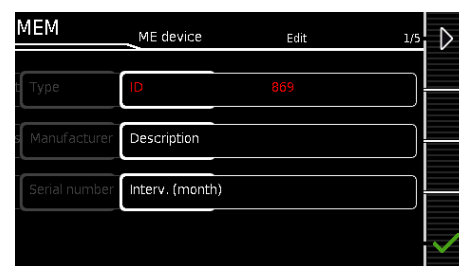 MEM ME device Edit 1/5
Type ID 869
Manufacturer Description
Serial number Interv. (month)